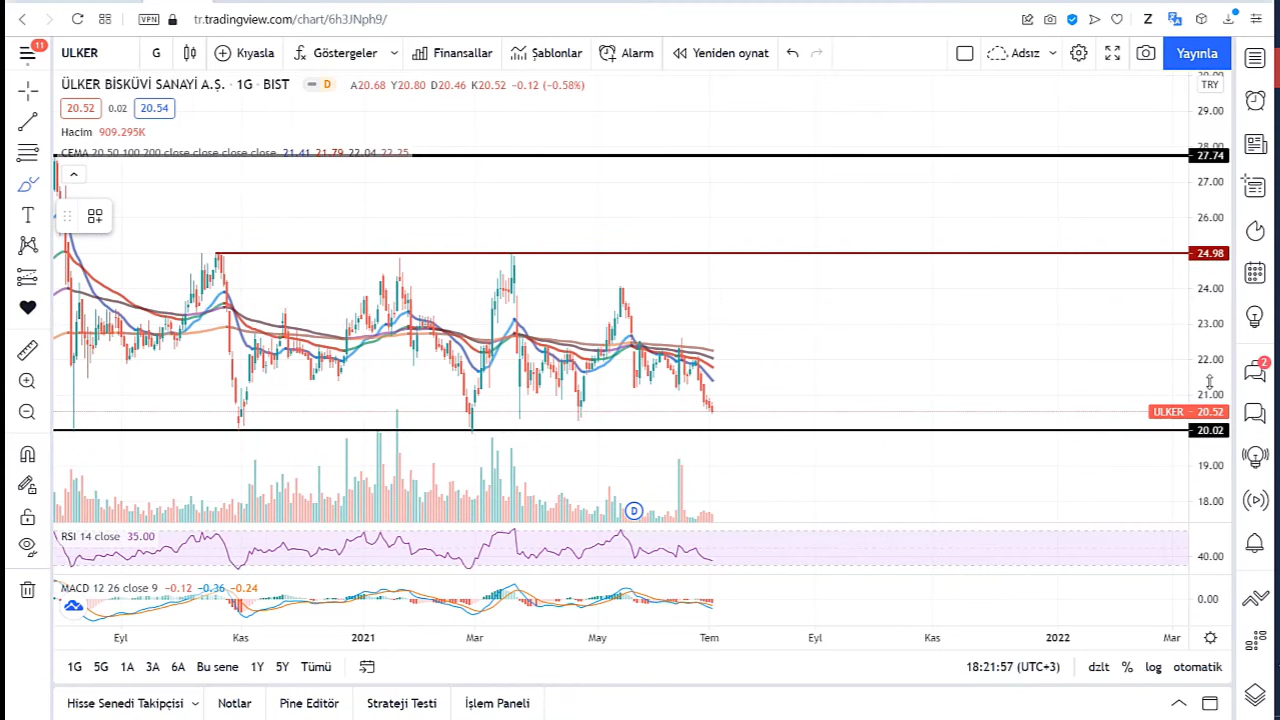 VPN tr.tradingview.com/chart/6h3JNph9/
Z
11 ULKER G Kıyasla Göstergeler Finansallar Şablonlar Alarm Yeniden oynat Adsız Yayınla
ÜLKER BİSKÜVİ SANAYİ A.Ş. · 1G · BIST D A20.68 Y20.80 D20.46 K20.52 -0.12 (-0.58%)
20.52 0.02 20.54
Hacim 909.295K
CEMA 20 50 100 200 close close close close 21.41 21.79 22.04 22.25
30.00
TRY
29.00
28.00
27.74
27.00
26.00
24.98
24.00
23.00
22.00
21.00
ULKER 20.52
20.02
19.00
18.00
D
RSI 14 close 35.00
40.00
MACD 12 26 close 9 -0.12 -0.36 -0.24
0.00
Eyl Kas 2021 Mar May Tem Eyl Kas 2022 Mar
1G 5G 1A 3A 6A Bu sene 1Y 5Y Tümü 18:21:57 (UTC+3) dzlt % log otomatik
Hisse Senedi Takipçisi Notlar Pine Editör Strateji Testi İşlem Paneli
T
2